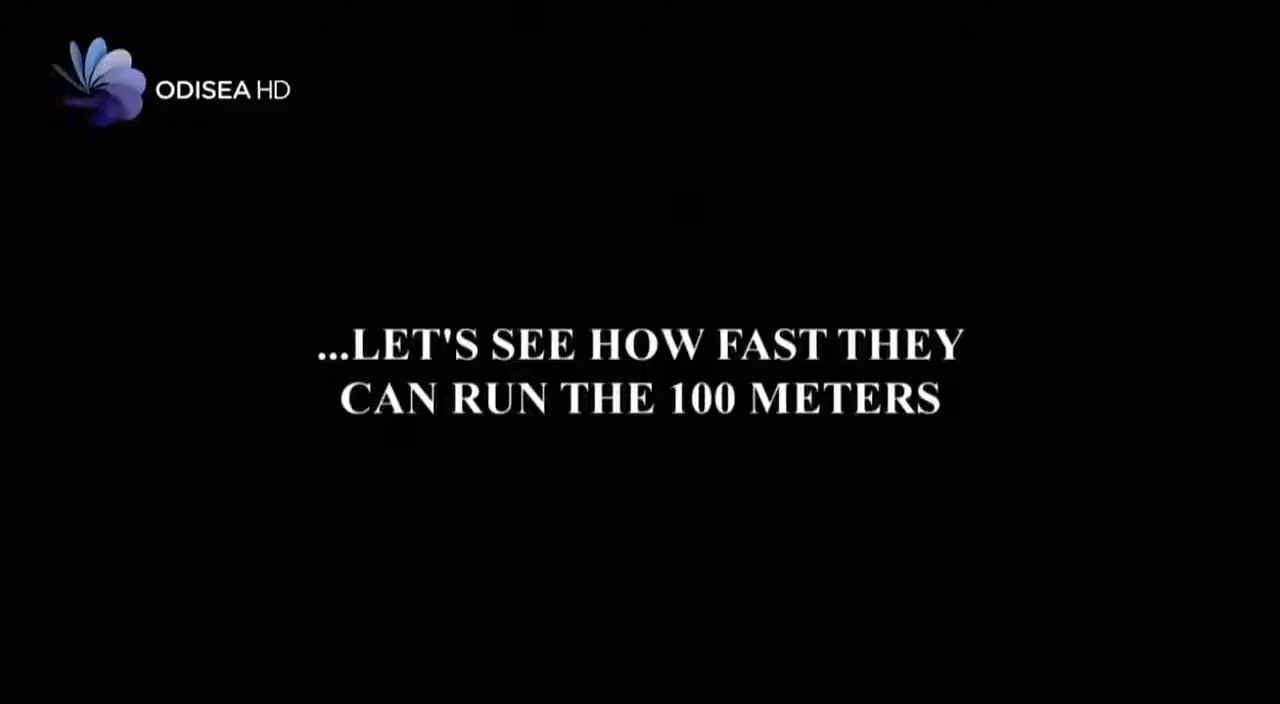 ODISEA HD
...LET'S SEE HOW FAST THEY
CAN RUN THE 100 METERS